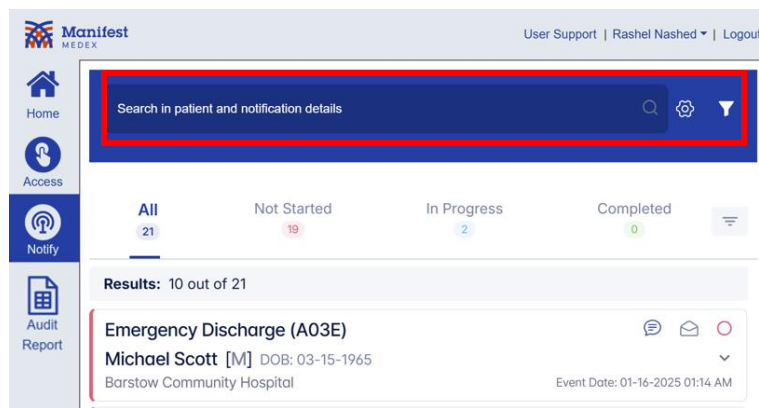 Manifest
MEDEX
User Support | Rashel Nashed | Logout
Home
Access
Notify
Audit
Report
Search in patient and notification details
All
21
Not Started
19
In Progress
2
Completed
0
Results: 10 out of 21
Emergency Discharge (A03E)
Michael Scott [M] DOB: 03-15-1965
Barstow Community Hospital
Event Date: 01-16-2025 01:14 AM